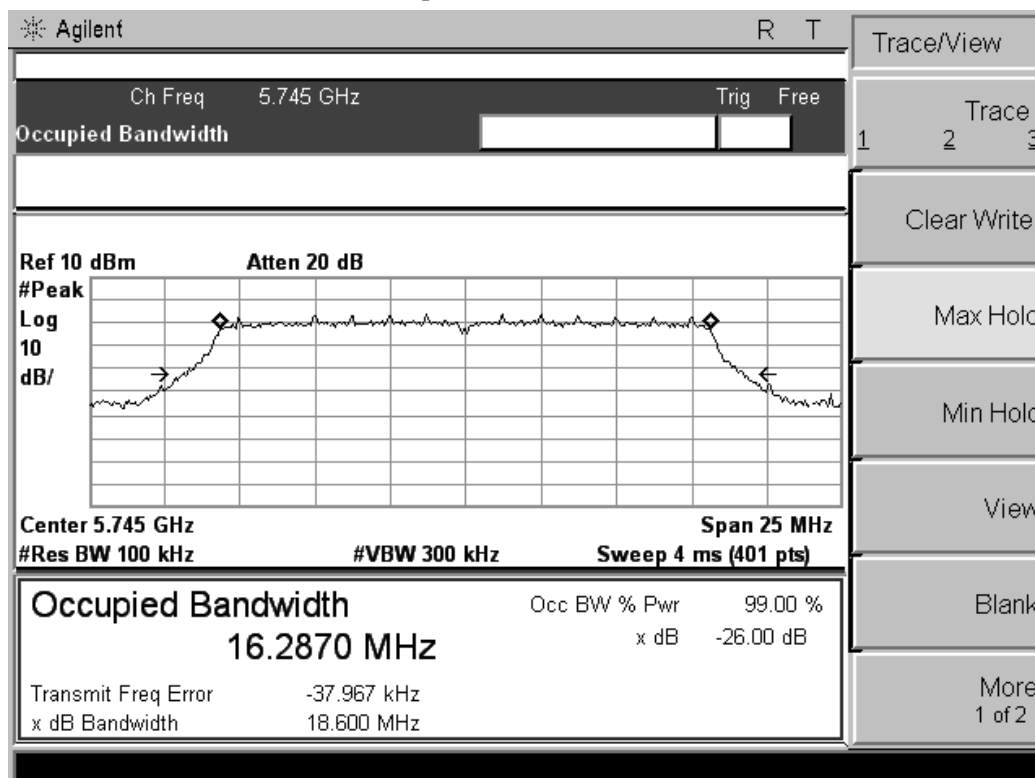 Agilent R T
Trace/View
Ch Freq 5.745 GHz Trig Free
Occupied Bandwidth
Trace
1 2 3
Clear Write
Max Hold
Min Hold
View
Blank
More
1 of 2
Ref 10 dBm Atten 20 dB
#Peak
Log
10
dB/
Center 5.745 GHz Span 25 MHz
#Res BW 100 kHz #VBW 300 kHz Sweep 4 ms (401 pts)
Occupied Bandwidth
16.2870 MHz
Occ BW % Pwr 99.00 %
x dB -26.00 dB
Transmit Freq Error -37.967 kHz
x dB Bandwidth 18.600 MHz